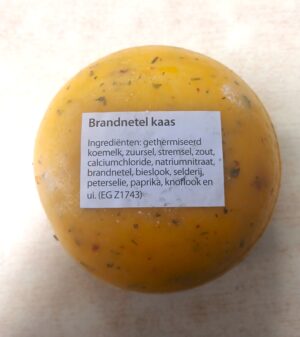 Brandnetel kaas
Ingrediënten: gethermiseerd
koemelk, zuursel, stremsel, zout,
calciumchloride, natriumnitraat,
brandnetel, bieslook, selderij,
peterselie, paprika, knoflook en
ui. (EG Z1743)